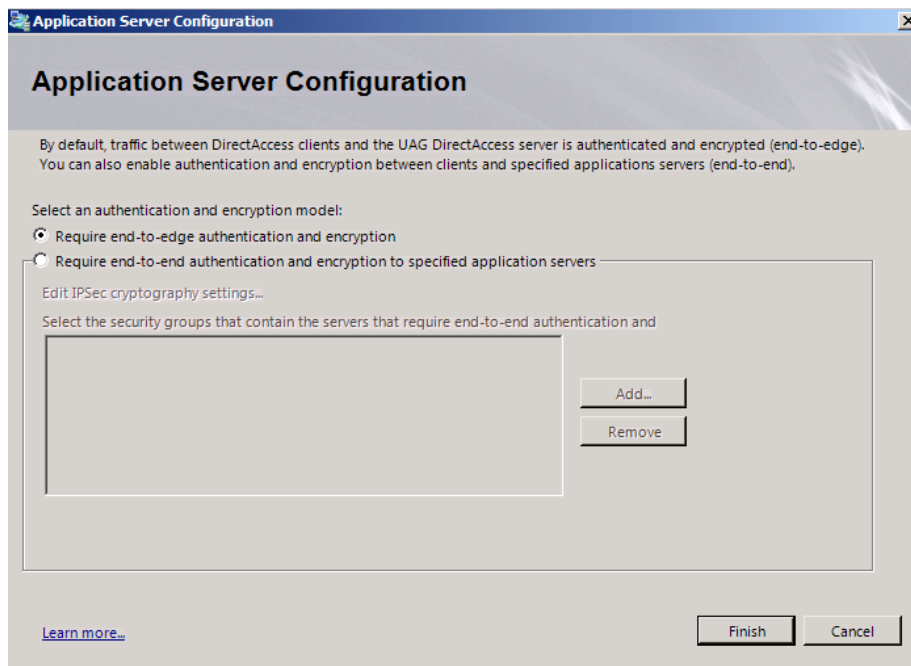 Application Server Configuration
Application Server Configuration
By default, traffic between DirectAccess clients and the UAG DirectAccess server is authenticated and encrypted (end-to-edge).
You can also enable authentication and encryption between clients and specified applications servers (end-to-end).
Select an authentication and encryption model:
Require end-to-edge authentication and encryption
Require end-to-end authentication and encryption to specified application servers
Edit IPSec cryptography settings...
Select the security groups that contain the servers that require end-to-end authentication and
Add...
Remove
Learn more...
Finish
Cancel